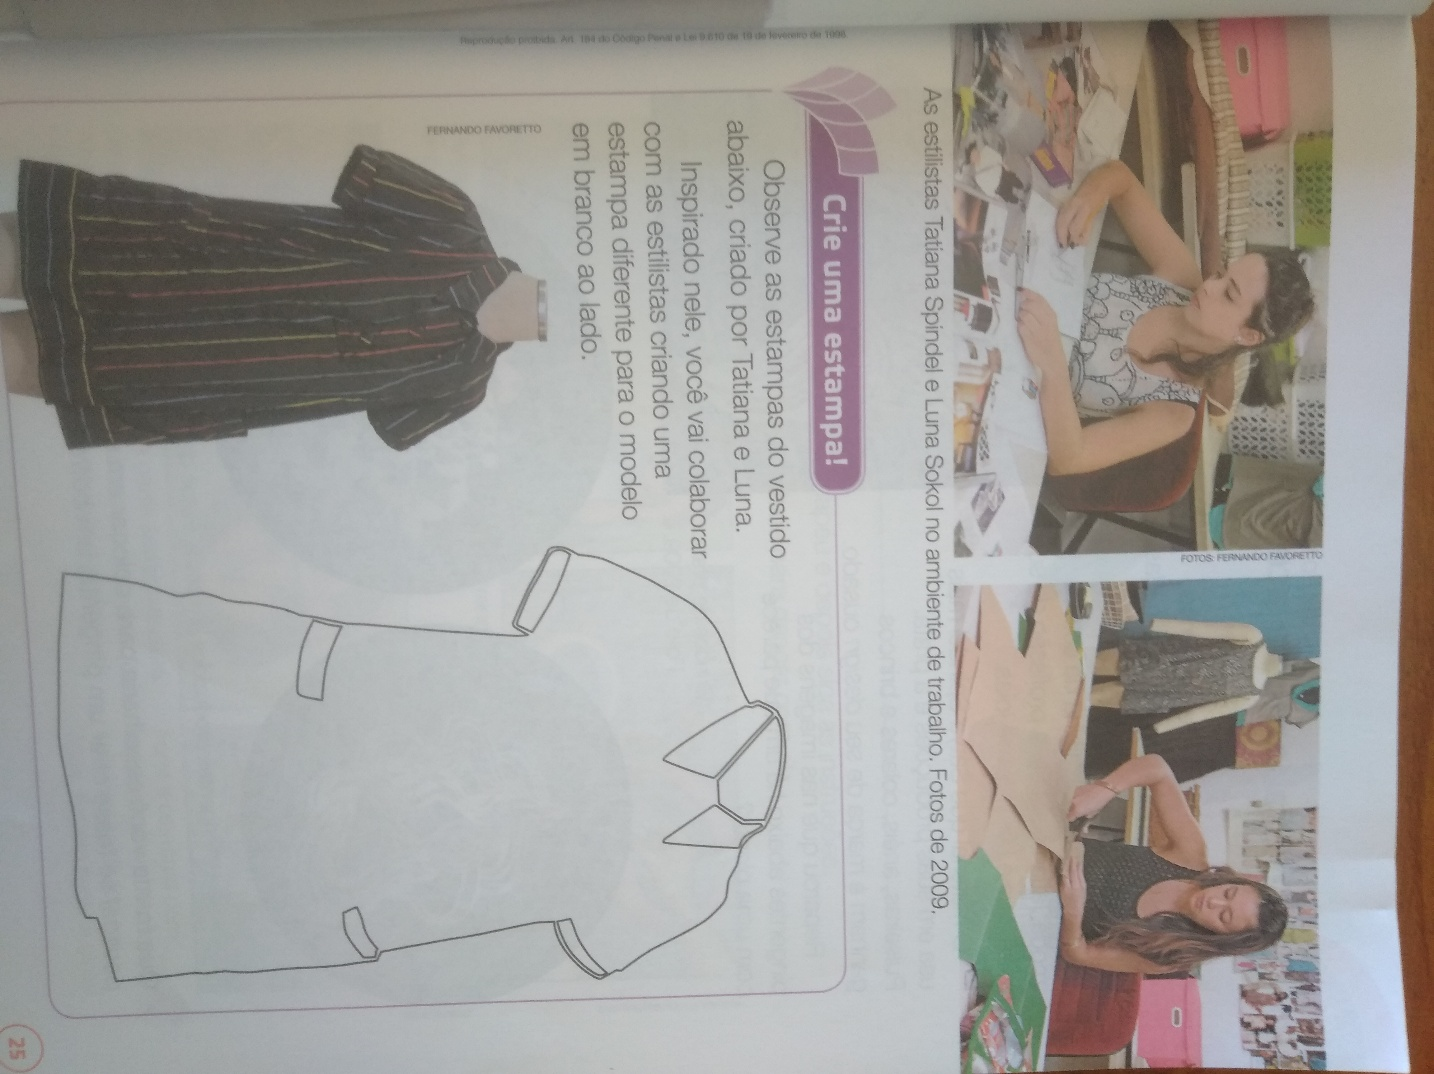 FOTOS: FERNANDO FAVORETTO
As estilistas Tatiana Spindel e Luna Sokol no ambiente de trabalho. Fotos de 2009.
Crie uma estampa!
Observe as estampas do vestido
abaixo, criado por Tatiana e Luna.
Inspirado nele, você vai colaborar
com as estilistas criando uma
estampa diferente para o modelo
em branco ao lado.
FERNANDO FAVORETTO
Reprodução proibida. Art. 184 do Código Penal e Lei 9.610 de 19 de fevereiro de 1998.
25